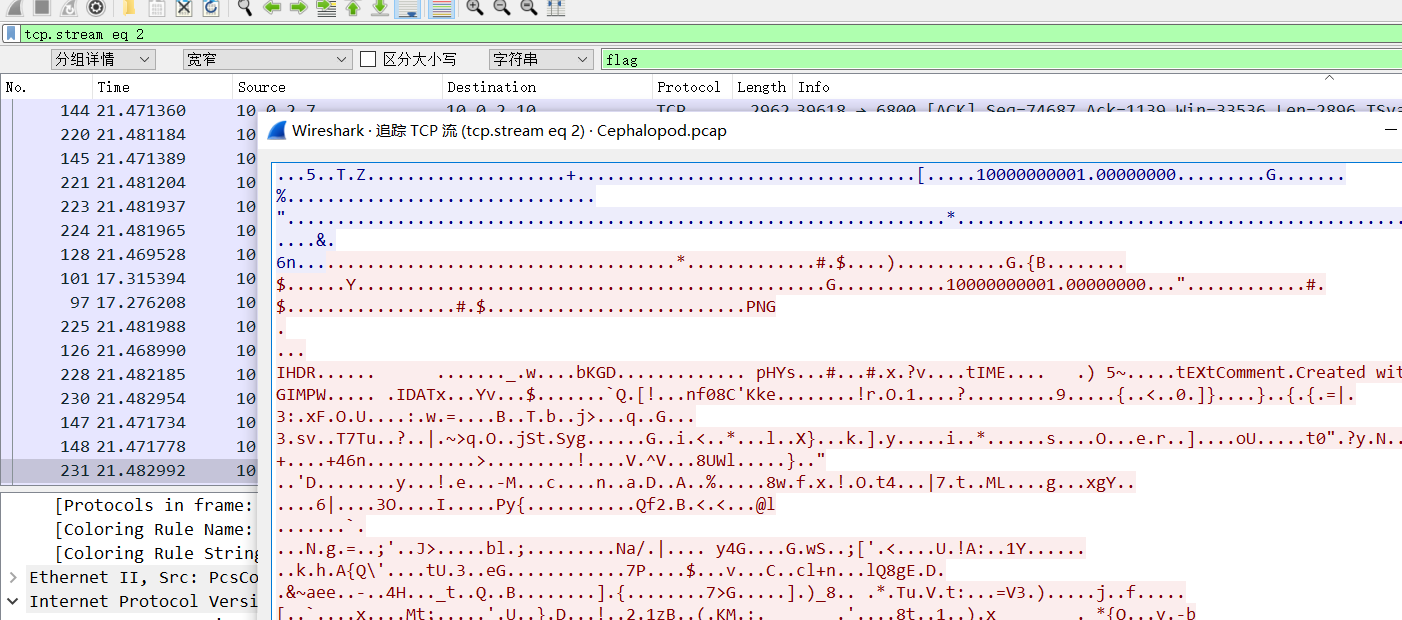 tcp.stream eq 2
分组详情 宽窄 区分大小写 字符串 flag
No. Time Source Destination Protocol Length Info
144 21.471360 10.0.2.7 10.0.2.10 TCP 2962 39618 → 6800 [ACK] Seq=74687 Ack=1139 Win=33536 Len=2896 TSva
220 21.481184 10
145 21.471389 10
221 21.481204 10
223 21.481937 10
224 21.481965 10
128 21.469528 10
101 17.315394 10
97 17.276208 10
225 21.481988 10
126 21.468990 10
228 21.482185 10
230 21.482954 10
147 21.471734 10
148 21.471778 10
231 21.482992 10
[Protocols in frame:
[Coloring Rule Name:
[Coloring Rule String
Ethernet II, Src: PcsCo
Internet Protocol Versi
Wireshark · 追踪 TCP 流 (tcp.stream eq 2) · Cephalopod.pcap
...5..T.Z....................+..................................[.....10000000001.00000000.........G.......
%...............................
"..................................................................*.............................................
....&.
6n......................................*.............#.$....)...........G.{B........
$......Y...............................................G...........10000000001.00000000..."............#.
$.................#.$..........................PNG
.
...
IHDR...... ......._.w....bKGD............. pHYs...#...#.x.?v....tIME.... .) 5~.....tEXtComment.Created wit
GIMPW..... .IDATx...Yv...$.......`Q.[!...nf08C'Kke........!r.O.1....?.........9.....{..<..0.]}....}..{.{.=|.
3:.xF.O.U....:.w.=....B..T.b..j>...q..G...
3.sv..T7Tu..?..|.~>q.O..jSt.Syg......G..i.<..*...l..X}...k.].y.....i..*......s....O...e.r..]....oU.....t0".?y.N..
+....+46n...........>.........!....V.^V...8UWl.....}.."
..'D........y...!.e...-M...c....n..a.D..A..%.....8w.f.x.!.O.t4...|7.t..ML....g...xgY..
....6|....3O....I.....Py{...........Qf2.B.<.<...@l
.......`.
...N.g.=..;'..J>.....bl.;.........Na/.|.... y4G....G.wS..;['.<....U.!A:..1Y......
..k.h.A{Q\'....tU.3..eG...........7P....$...v...C..cl+n...lQ8gE.D.
.&~aee..-..4H..._t..Q..B........].{........7>G.....].)_8.. .*.Tu.V.t:...=V3.).....j..f.....